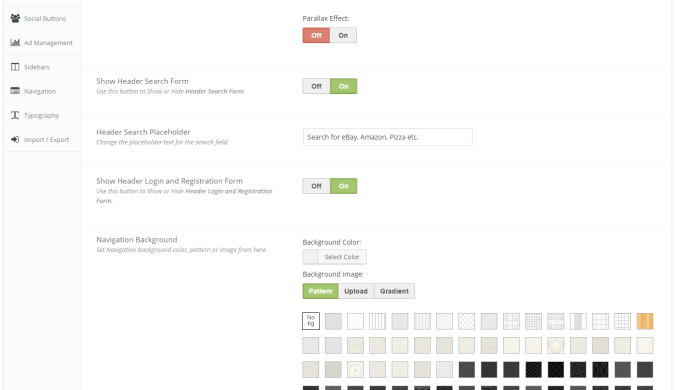 Social Buttons
Ad Management
Sidebars
Navigation
Typography
Import / Export
Parallax Effect:
Off On
Show Header Search Form
Use this button to Show or Hide Header Search Form.
Off On
Header Search Placeholder
Change the placeholder text for the search field.
Search for eBay, Amazon, Pizza etc.
Show Header Login and Registration Form
Use this button to Show or Hide Header Login and Registration
Form.
Off On
Navigation Background
Set Navigation background color, pattern or image from here.
Background Color:
Select Color
Background Image:
Pattern Upload Gradient
No
bg